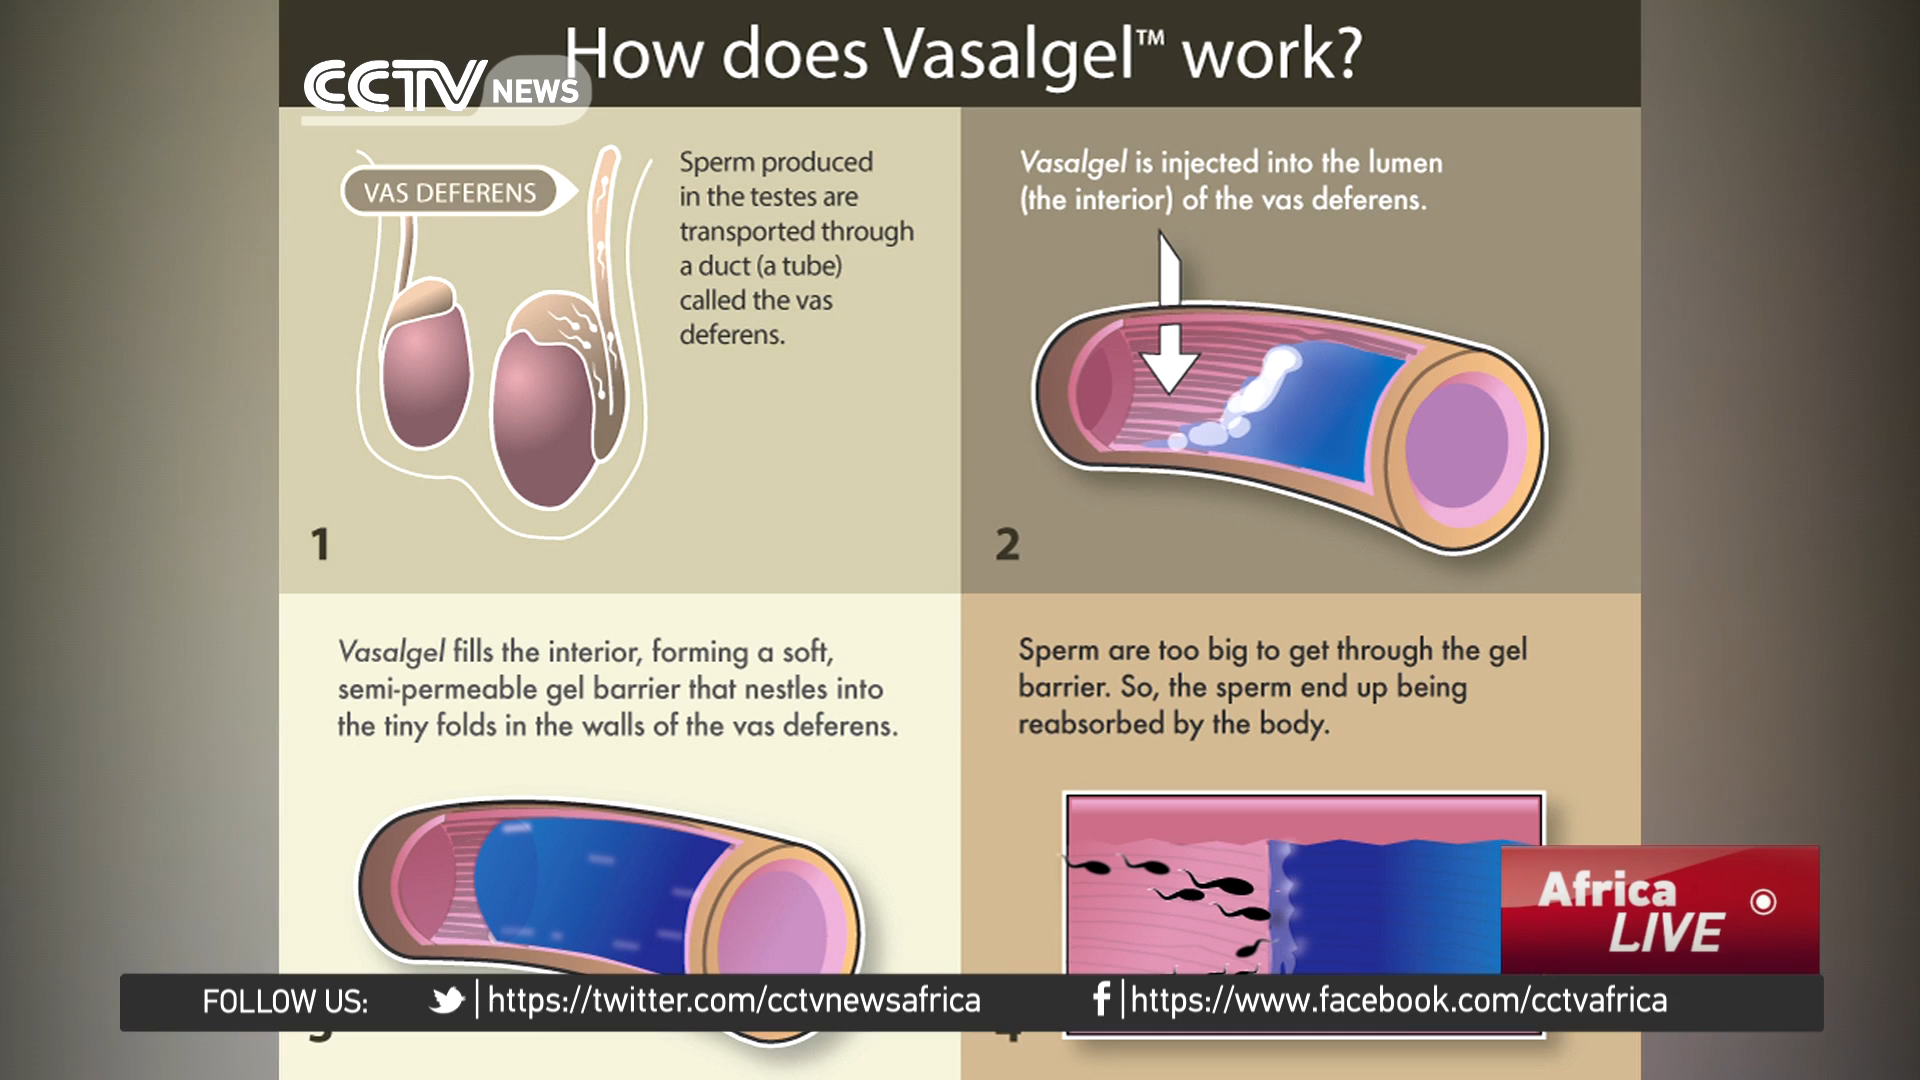 How does Vasalgel™ work?
CCTV NEWS
VAS DEFERENS
Sperm produced
in the testes are
transported through
a duct (a tube)
called the vas
deferens.
1
Vasalgel is injected into the lumen
(the interior) of the vas deferens.
2
Vasalgel fills the interior, forming a soft,
semi-permeable gel barrier that nestles into
the tiny folds in the walls of the vas deferens.
3
Sperm are too big to get through the gel
barrier. So, the sperm end up being
reabsorbed by the body.
4
Africa
LIVE
FOLLOW US: |https://twitter.com/cctvnewsafrica |https://www.facebook.com/cctvafrica